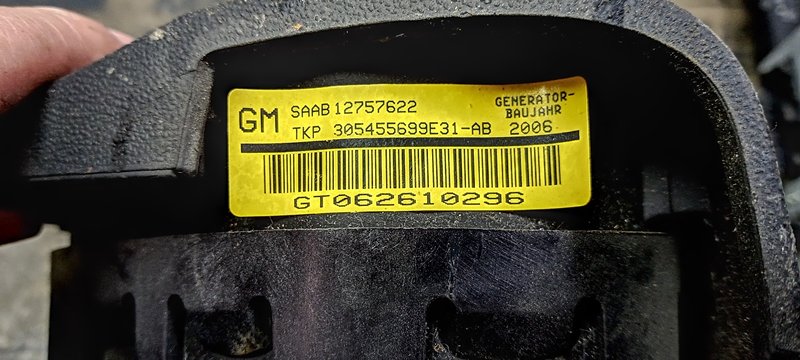 GM SAAB 12757622 GENERATOR-
BAUJAHR
TKP 305455699E31-AB 2006
GT062610296